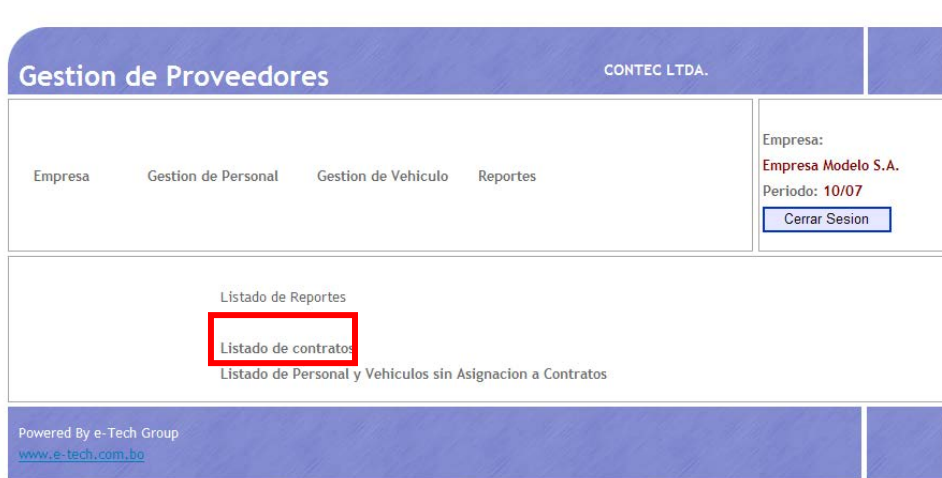 Gestion de Proveedores
CONTEC LTDA.
Empresa
Gestion de Personal
Gestion de Vehiculo
Reportes
Empresa:
Empresa Modelo S.A.
Periodo: 10/07
Cerrar Sesion
Listado de Reportes
Listado de contratos
Listado de Personal y Vehiculos sin Asignacion a Contratos
Powered By e-Tech Group
www.e-tech.com.bo